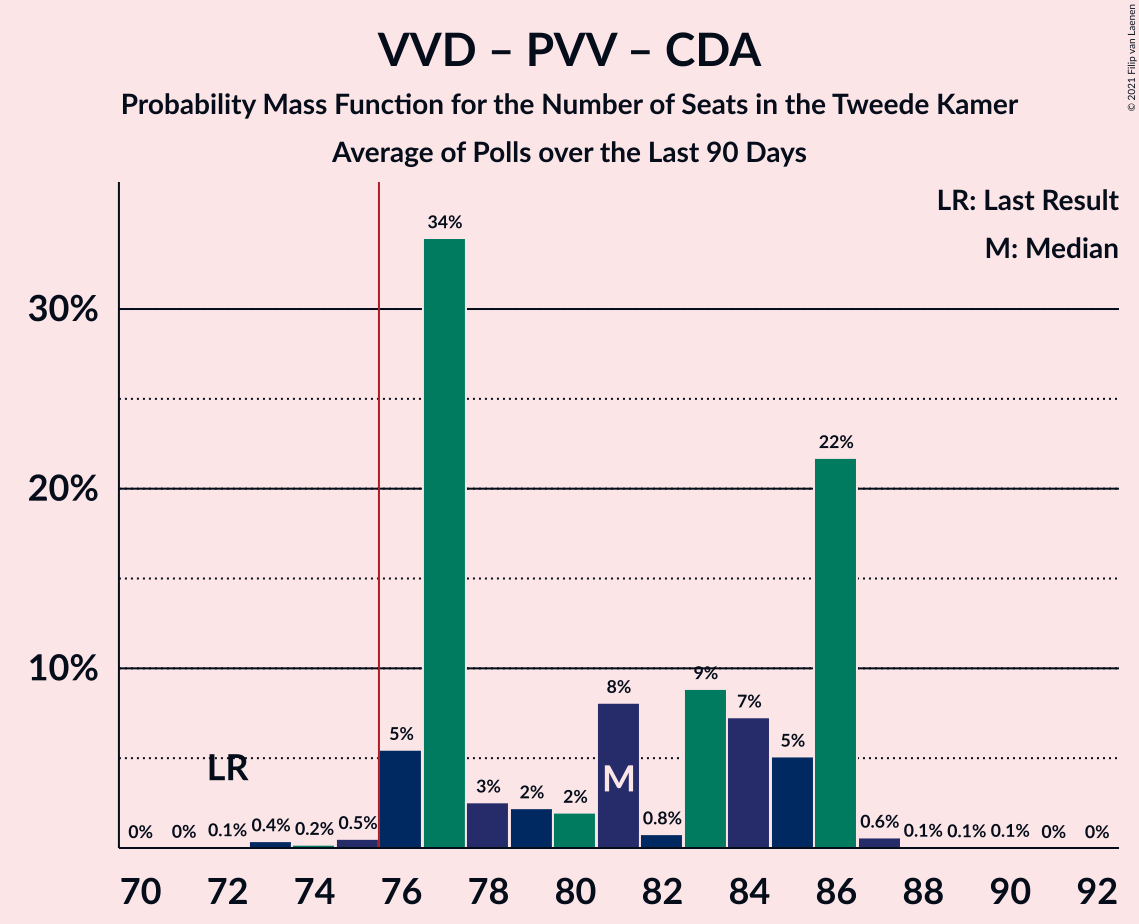 VVD – PVV – CDA
Probability Mass Function for the Number of Seats in the Tweede Kamer
Average of Polls over the Last 90 Days
© 2021 Filip van Laenen
LR: Last Result
M: Median
34%
30%
22%
20%
10%
9%
8%
7%
5%
5%
LR
M
3%
2%
2%
0%
0%
0.1%
0.4%
0.2%
0.5%
0.8%
0.6%
0.1%
0.1%
0.1%
0%
0%
70 72 74 76 78 80 82 84 86 88 90 92